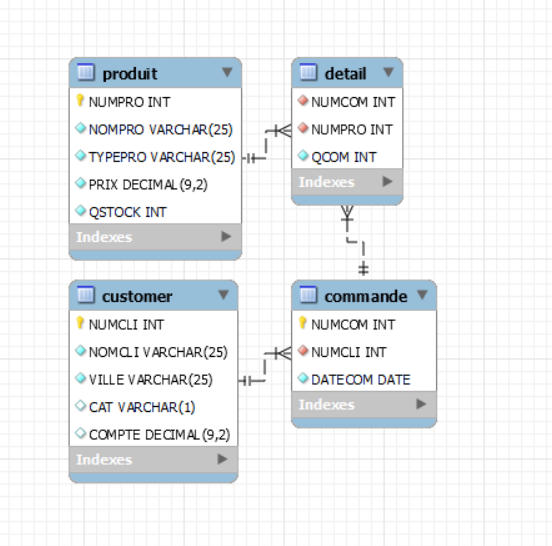 produit
NUMPRO INT
NOMPRO VARCHAR(25)
TYPEPRO VARCHAR(25)
PRIX DECIMAL(9,2)
QSTOCK INT
Indexes
detail
NUMCOM INT
NUMPRO INT
QCOM INT
Indexes
customer
NUMCLI INT
NOMCLI VARCHAR(25)
VILLE VARCHAR(25)
CAT VARCHAR(1)
COMPTE DECIMAL(9,2)
Indexes
commande
NUMCOM INT
NUMCLI INT
DATECOM DATE
Indexes